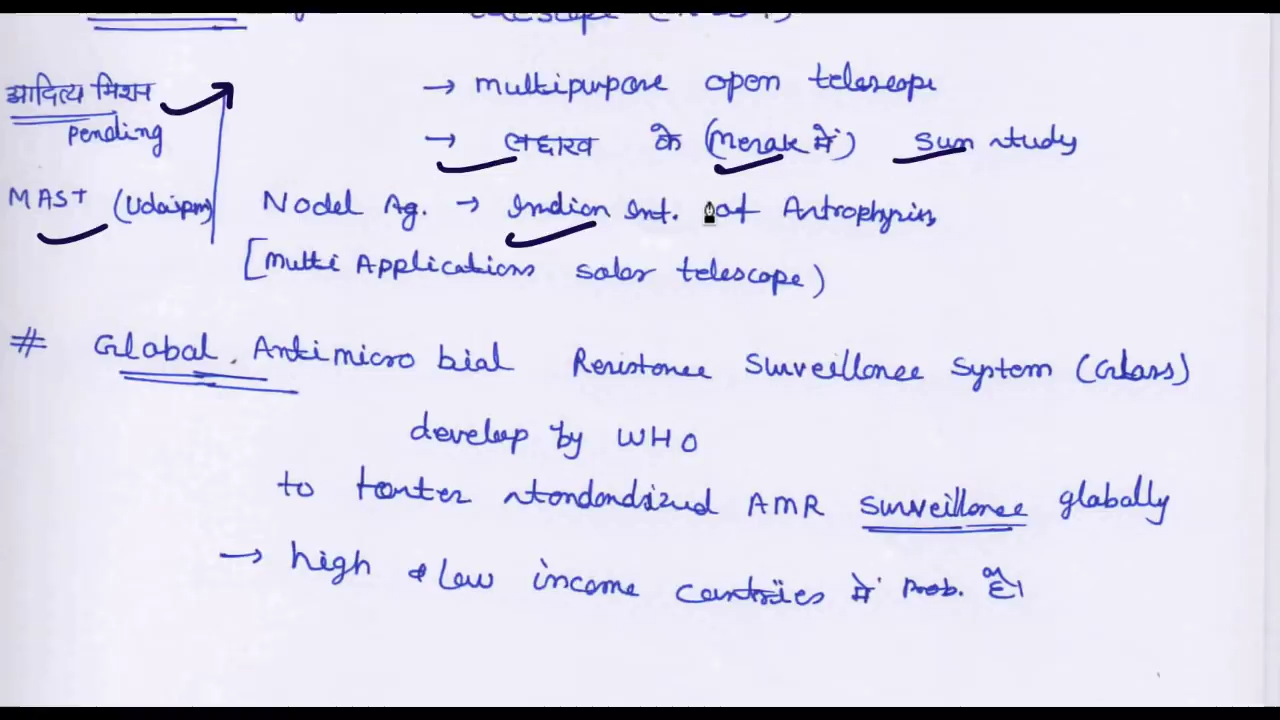 आदित्य मिशन
pending
MAST (Udaipur)
→ multipurpose open telescope
→ लद्दाख के (Merak में) Sun study
Nodel Ag. → Indian Int. of Astrophysics
[Multi Applications solar telescope)
# Global Antimicrobial Resistance Surveillance System (Glass)
develop by WHO
to foster standardized AMR surveillance globally
→ high & low income countries में Prob. है।